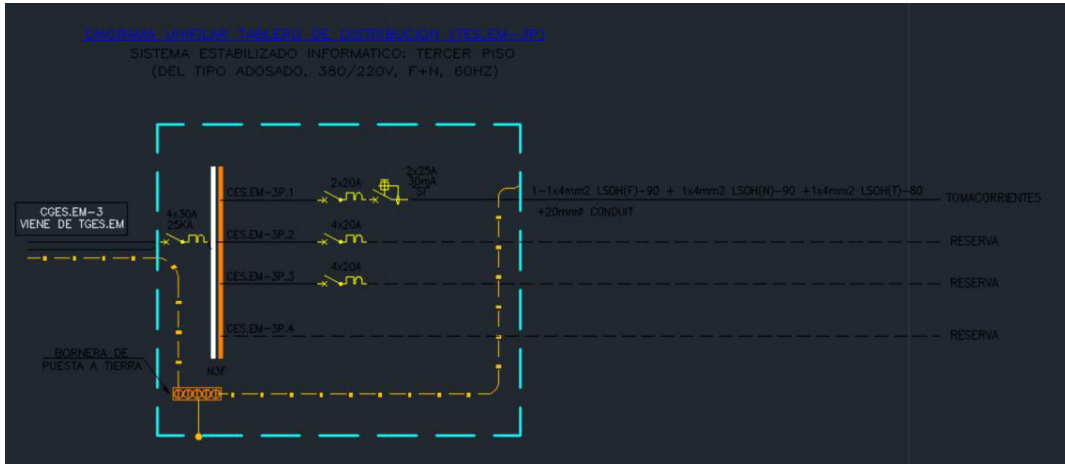 DIAGRAMA UNIFILAR TABLERO DE DISTRIBUCION (TES.EM-3P)
SISTEMA ESTABILIZADO INFORMATICO: TERCER PISO
(DEL TIPO ADOSADO, 380/220V, F+N, 60HZ)
CGES.EM-3
VIENE DE TGES.EM
4x30A
25KA
CES.EM-3P.1
2x20A
2x25A
30mA
SI
1-1x4mm2 LSOH(F)-90 + 1x4mm2 LSOH(N)-90 +1x4mm2 LSOH(T)-80
+20mm# CONDUIT
TOMACORRIENTES
CES.EM-3P.2
4x20A
RESERVA
CES.EM-3P.3
4x20A
RESERVA
CES.EM-3P.4
RESERVA
BORNERA DE
PUESTA A TIERRA
N3F